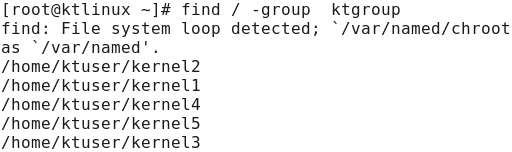 [root@ktlinux ~]# find / -group  ktgroup
find: File system loop detected; `/var/named/chroot
as `/var/named'.
/home/ktuser/kernel2
/home/ktuser/kernel1
/home/ktuser/kernel4
/home/ktuser/kernel5
/home/ktuser/kernel3